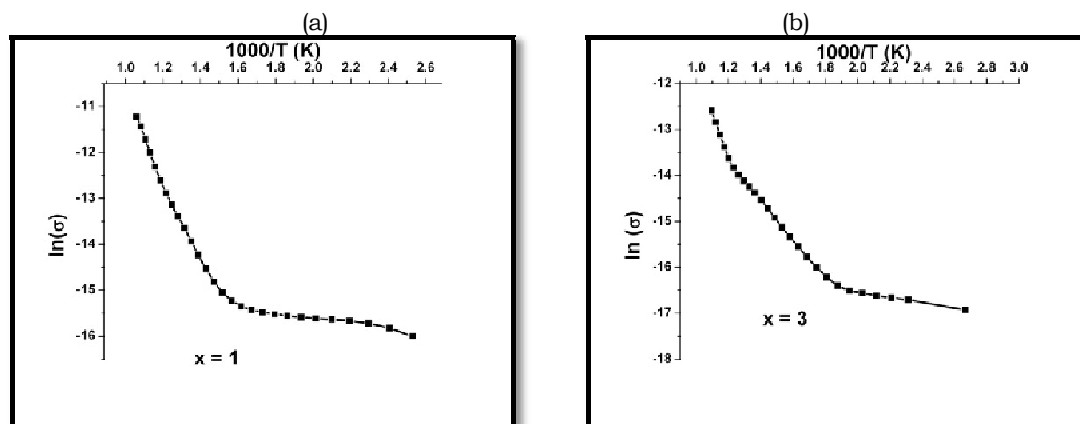 (a)
1000/T (K)
1.0 1.2 1.4 1.6 1.8 2.0 2.2 2.4 2.6
-11
-12
-13
-14
-15
-16
ln(σ)
x = 1
(b)
1000/T (K)
1.0 1.2 1.4 1.6 1.8 2.0 2.2 2.4 2.6 2.8 3.0
-12
-13
-14
-15
-16
-17
-18
ln (σ)
x = 3